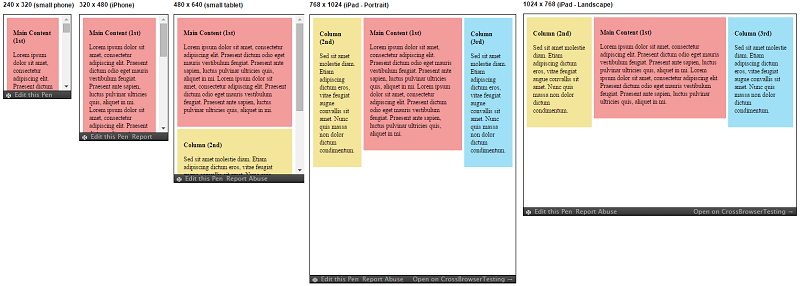 240 x 320 (small phone)
Main Content
(1st)
Lorem ipsum
dolor sit amet,
consectetur
adipiscing elit.
Praesent dictum
Edit this Pen
320 x 480 (iPhone)
Main Content (1st)
Lorem ipsum dolor sit
amet, consectetur
adipiscing elit. Praesent
dictum odio eget mauris
vestibulum feugiat.
Praesent ante sapien,
luctus pulvinar ultricies
quis, aliquet in mi.
Lorem ipsum dolor sit
amet, consectetur
adipiscing elit. Praesent
Edit this Pen Report
480 x 640 (small tablet)
Main Content (1st)
Lorem ipsum dolor sit amet, consectetur
adipiscing elit. Praesent dictum odio eget
mauris vestibulum feugiat. Praesent ante
sapien, luctus pulvinar ultricies quis,
aliquet in mi. Lorem ipsum dolor sit amet,
consectetur adipiscing elit. Praesent
dictum odio eget mauris vestibulum
feugiat. Praesent ante sapien, luctus
pulvinar ultricies quis, aliquet in mi.
Column (2nd)
Sed sit amet molestie diam. Etiam
adipiscing dictum eros, vitae feugiat
Edit this Pen Report Abuse
768 x 1024 (iPad - Portrait)
Column
(2nd)
Sed sit amet
molestie diam.
Etiam
adipiscing
dictum eros,
vitae feugiat
augue
convallis sit
amet. Nunc
quis massa
non dolor
dictum
condimentum.
Main Content (1st)
Lorem ipsum dolor sit amet,
consectetur adipiscing elit.
Praesent dictum odio eget mauris
vestibulum feugiat. Praesent ante
sapien, luctus pulvinar ultricies
quis, aliquet in mi. Lorem ipsum
dolor sit amet, consectetur
adipiscing elit. Praesent dictum
odio eget mauris vestibulum
feugiat. Praesent ante sapien,
luctus pulvinar ultricies quis,
aliquet in mi.
Column
(3rd)
Sed sit amet
molestie diam.
Etiam
adipiscing
dictum eros,
vitae feugiat
augue
convallis sit
amet. Nunc
quis massa
non dolor
dictum
condimentum.
Edit this Pen Report Abuse Open on CrossBrowserTesting →
1024 x 768 (iPad - Landscape)
Column (2nd)
Sed sit amet molestie
diam. Etiam
adipiscing dictum
eros, vitae feugiat
augue convallis sit
amet. Nunc quis
massa non dolor
dictum
condimentum.
Main Content (1st)
Lorem ipsum dolor sit amet, consectetur
adipiscing elit. Praesent dictum odio eget
mauris vestibulum feugiat. Praesent ante
sapien, luctus pulvinar ultricies quis, aliquet
in mi. Lorem ipsum dolor sit amet,
consectetur adipiscing elit. Praesent dictum
odio eget mauris vestibulum feugiat.
Praesent ante sapien, luctus pulvinar
ultricies quis, aliquet in mi.
Column (3rd)
Sed sit amet molestie
diam. Etiam
adipiscing dictum
eros, vitae feugiat
augue convallis sit
amet. Nunc quis
massa non dolor
dictum
condimentum.
Edit this Pen Report Abuse Open on CrossBrowserTesting →